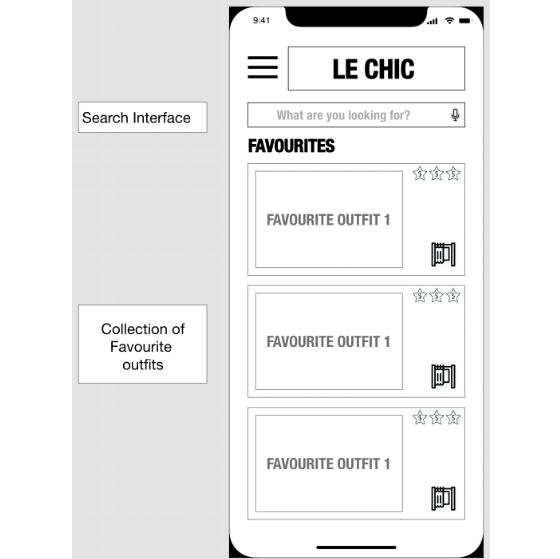 9:41
LE CHIC
Search Interface
What are you looking for?
FAVOURITES
FAVOURITE OUTFIT 1
Collection of
Favourite
outfits
FAVOURITE OUTFIT 1
FAVOURITE OUTFIT 1